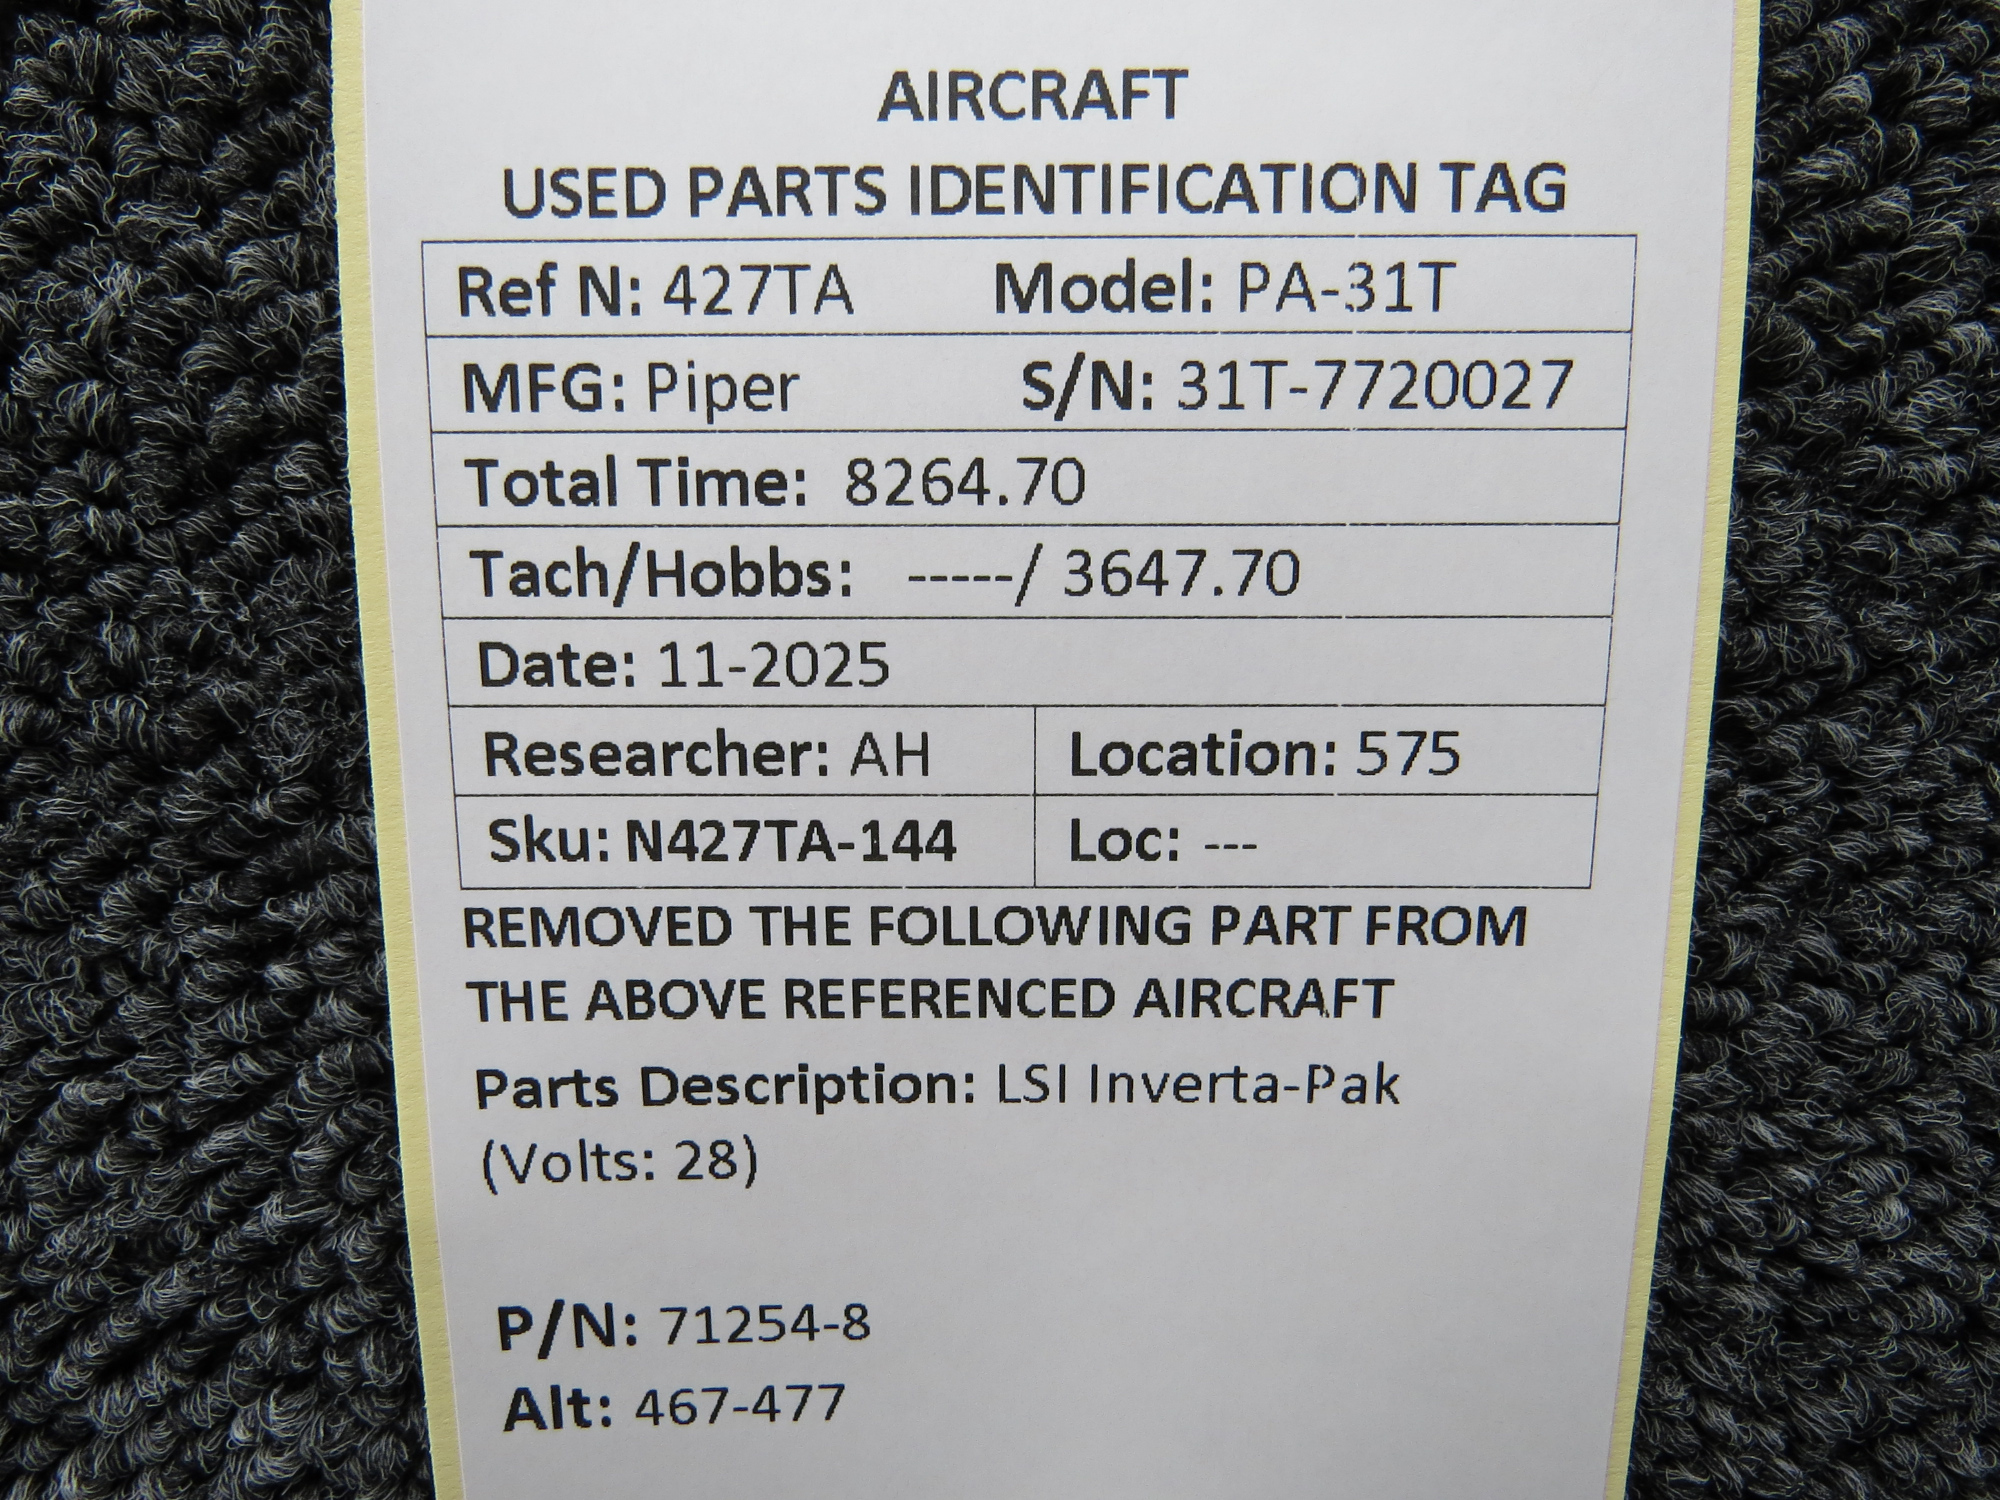 AIRCRAFT
USED PARTS IDENTIFICATION TAG
Ref N: 427TA Model: PA-31T
MFG: Piper S/N: 31T-7720027
Total Time: 8264.70
Tach/Hobbs: -----/ 3647.70
Date: 11-2025
Researcher: AH Location: 575
Sku: N427TA-144 Loc: ---
REMOVED THE FOLLOWING PART FROM
THE ABOVE REFERENCED AIRCRAFT
Parts Description: LSI Inverta-Pak
(Volts: 28)
P/N: 71254-8
Alt: 467-477